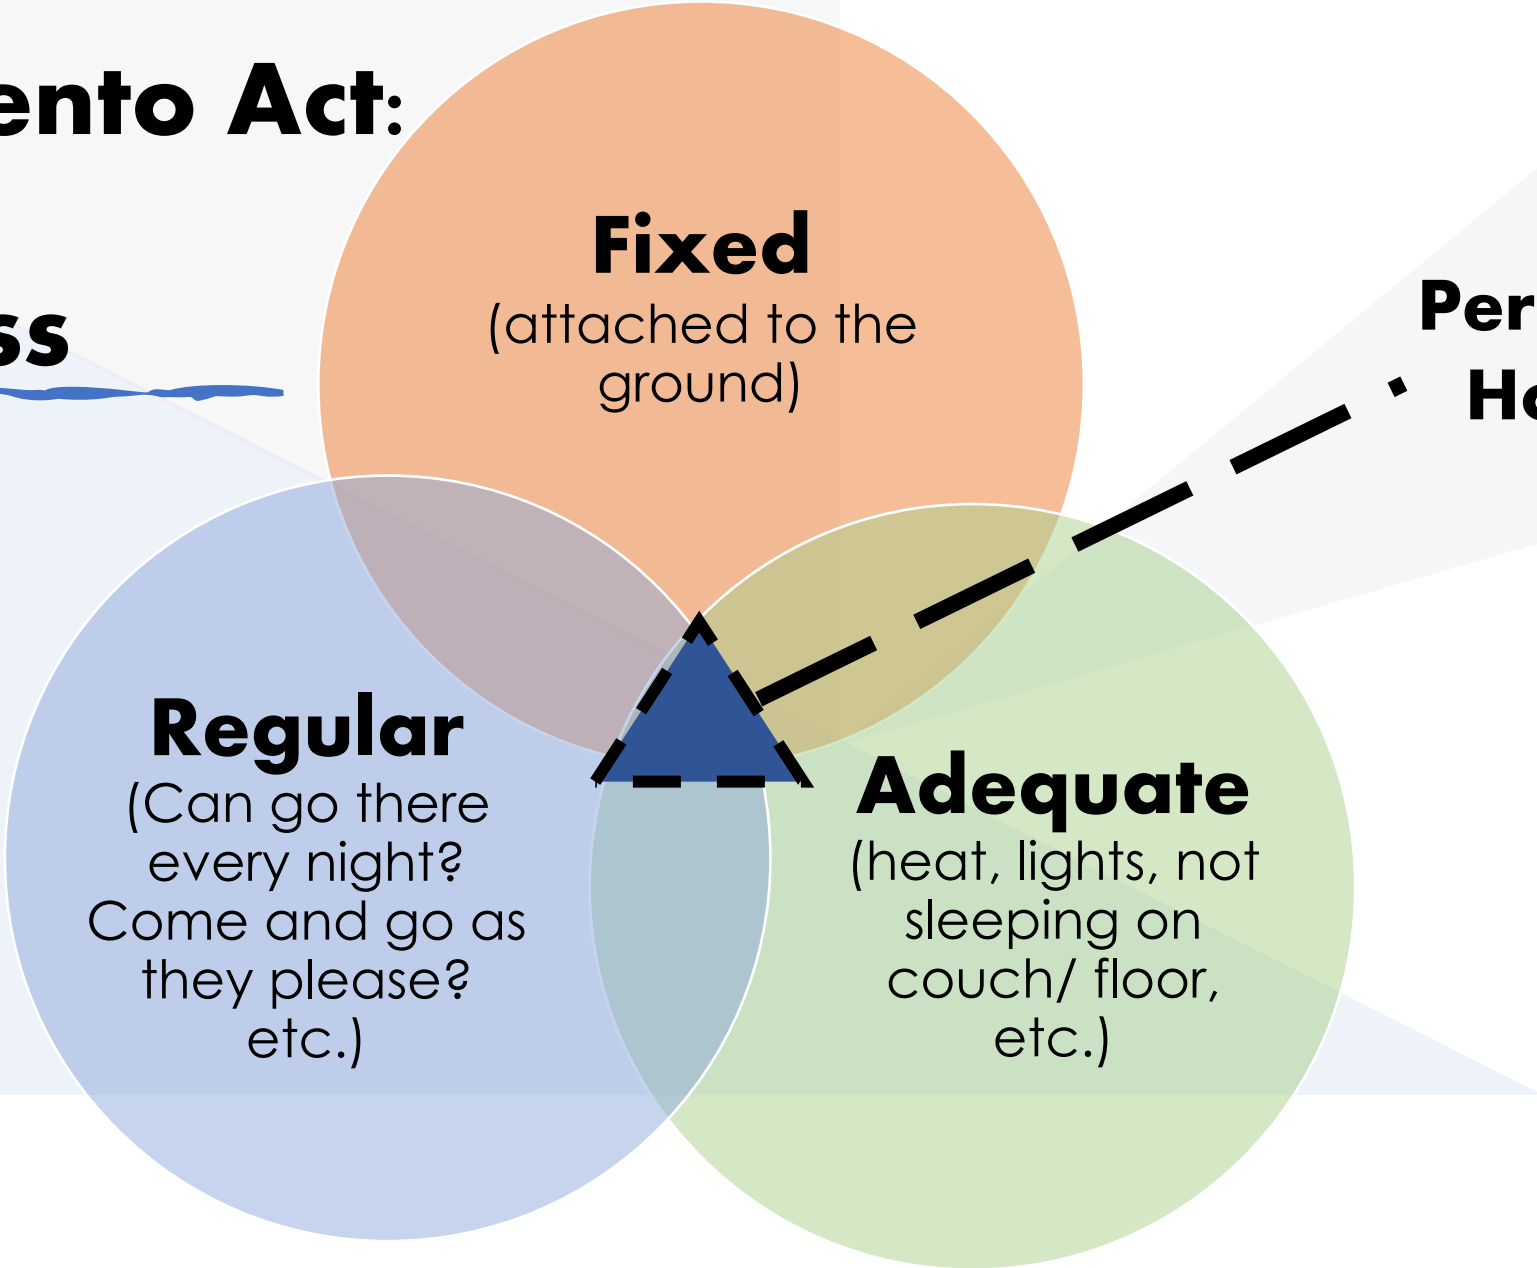 ento Act:
ss
Fixed
(attached to the
ground)
Per
Ho
Regular
(Can go there
every night?
Come and go as
they please?
etc.)
Adequate
(heat, lights, not
sleeping on
couch/ floor,
etc.)